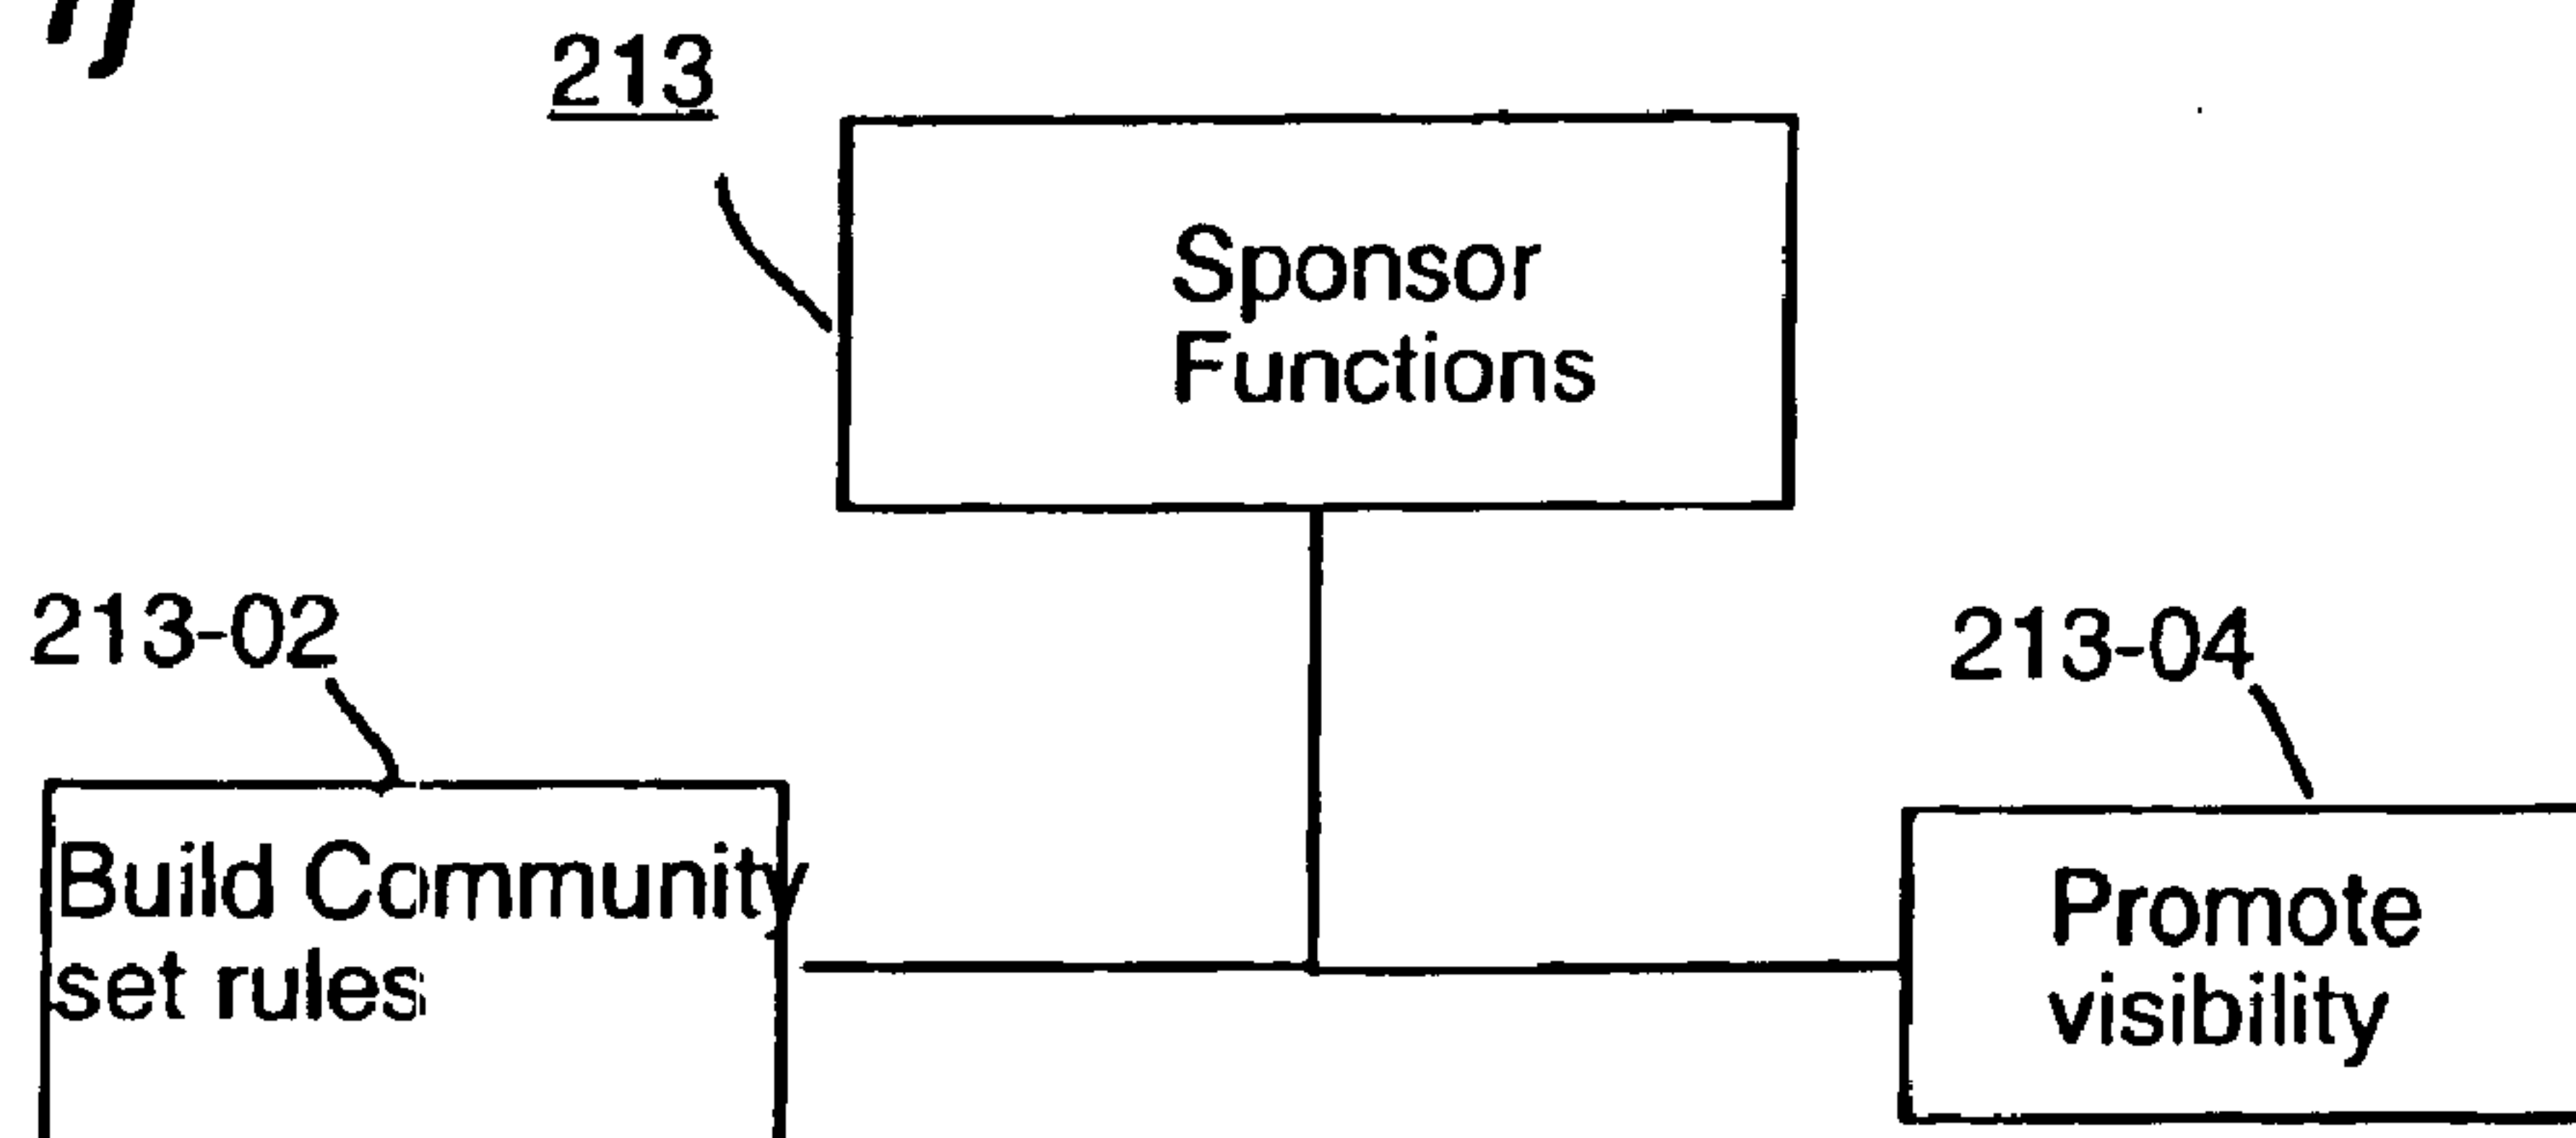 213
Sponsor
Functions
213-02
213-04
Build Community
set rules
Promote
visibility